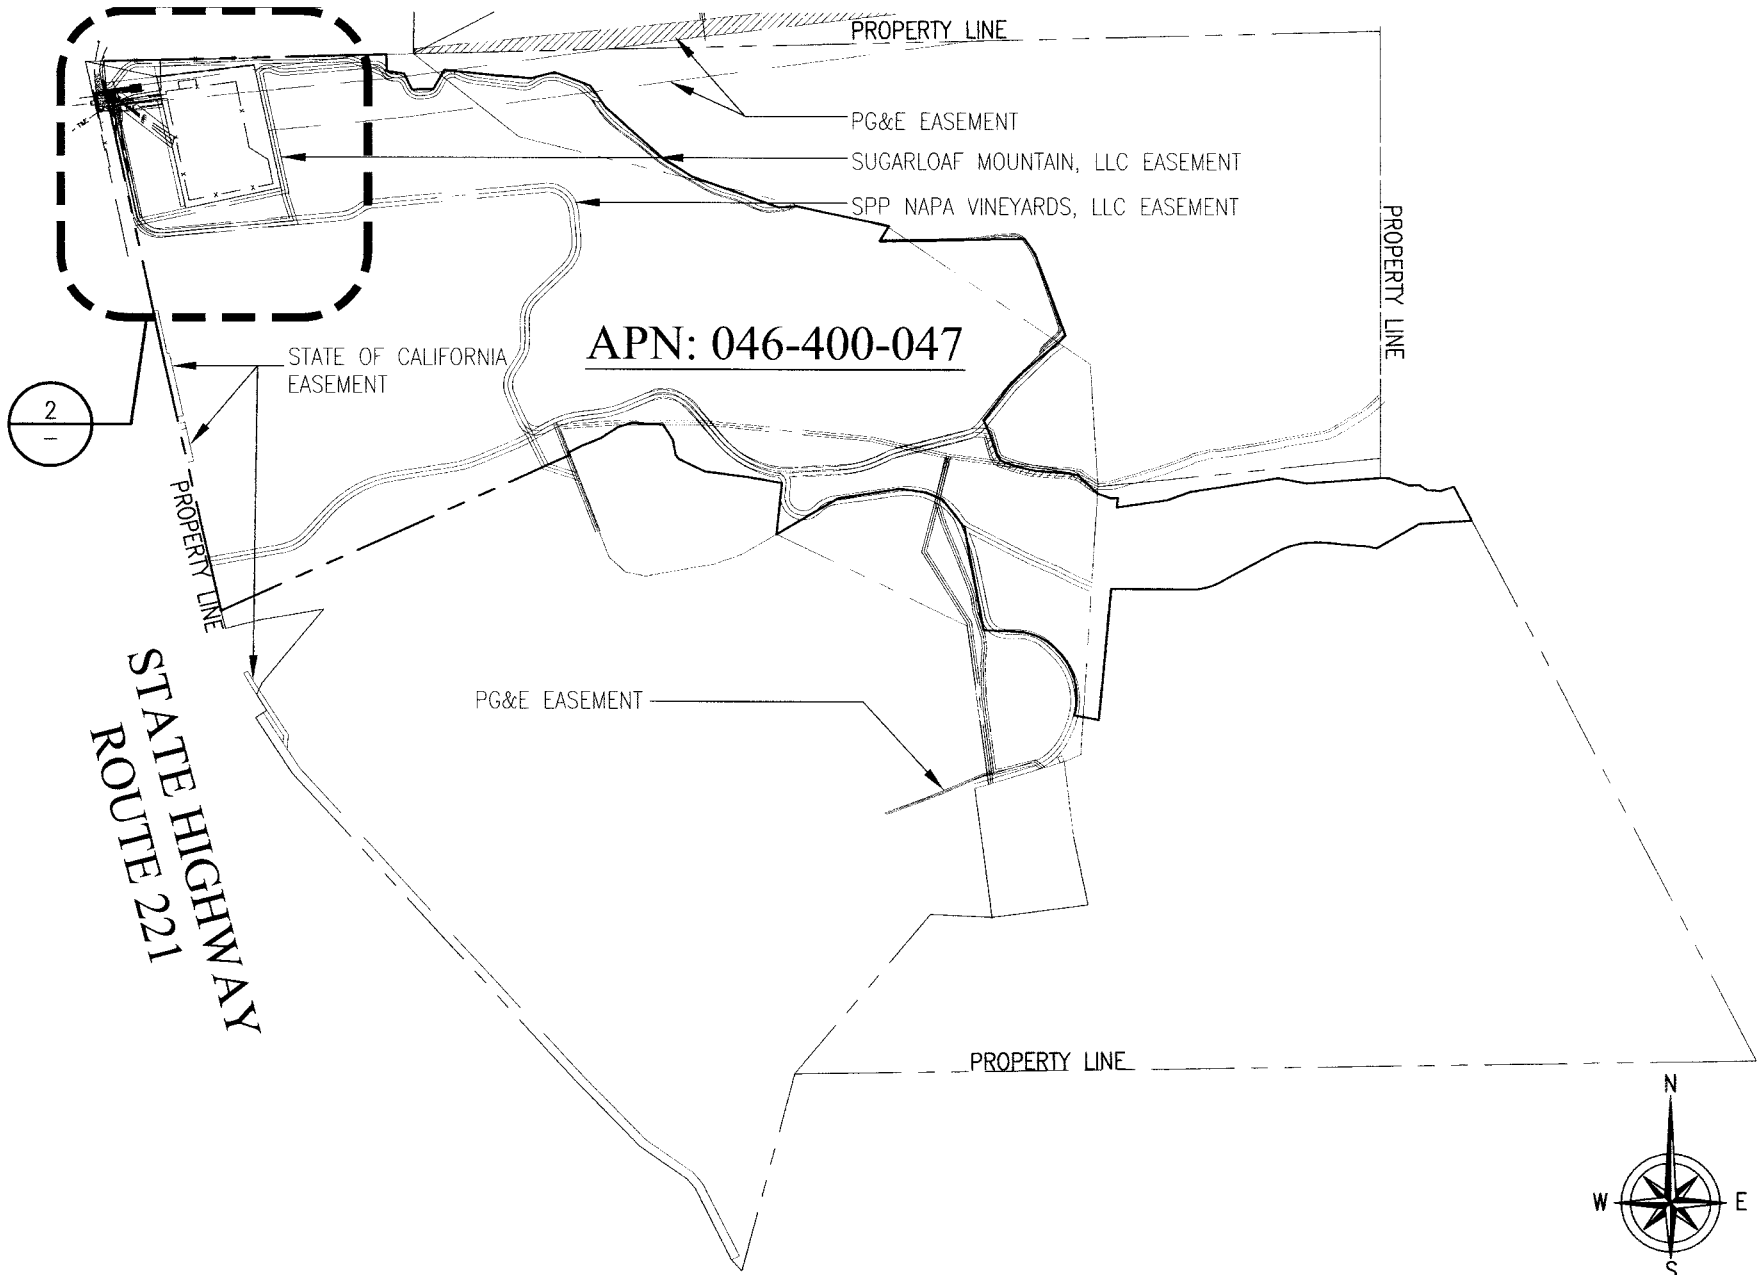 PROPERTY LINE
PG&E EASEMENT
SUGARLOAF MOUNTAIN, LLC EASEMENT
SPP NAPA VINEYARDS, LLC EASEMENT
PROPERTY LINE
APN: 046-400-047
STATE OF CALIFORNIA
EASEMENT
2
–
PROPERTY LINE
STATE HIGHWAY
ROUTE 221
PG&E EASEMENT
PROPERTY LINE
N
W
E
S